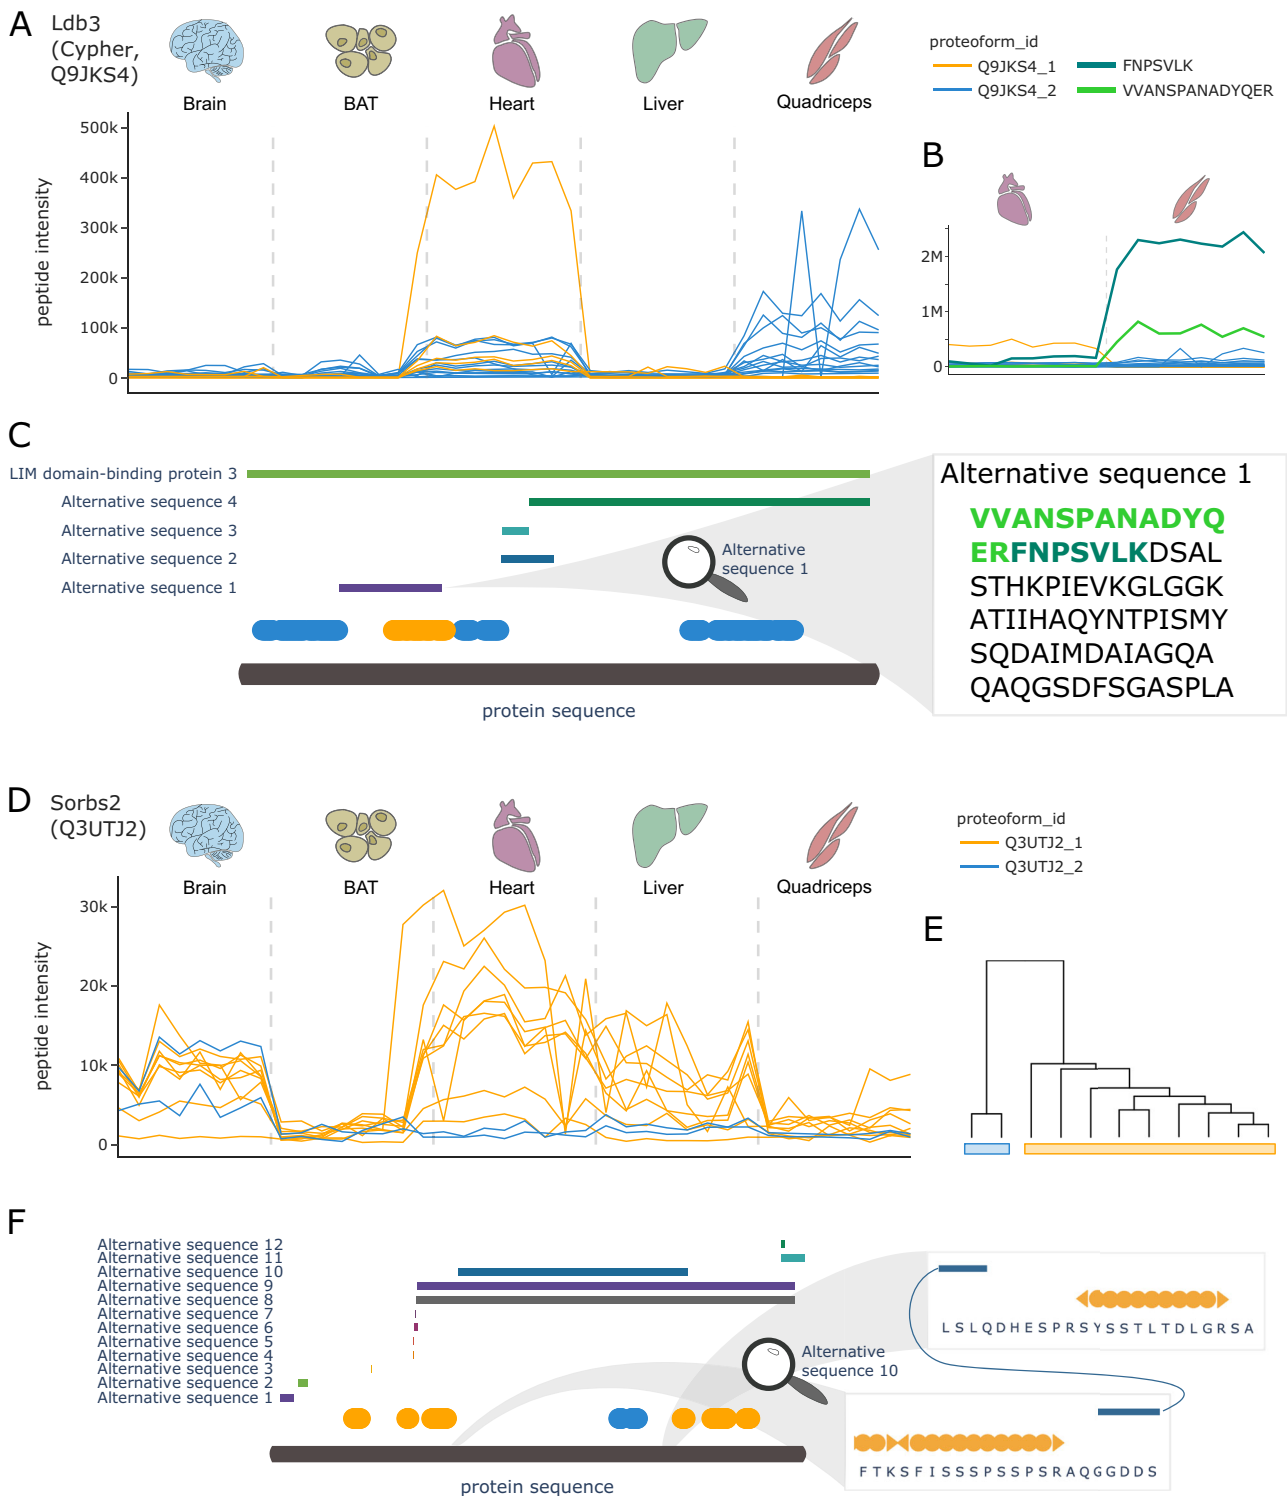 A
Ldb3
(Cypher,
Q9JKS4)
Brain
BAT
Heart
Liver
Quadriceps
proteoform_id
Q9JKS4_1
FNPSVLK
Q9JKS4_2
VVANSPANADYQER
peptide intensity
500k
400k
300k
200k
100k
0
B
2M
1M
0
C
LIM domain-binding protein 3
Alternative sequence 4
Alternative sequence 3
Alternative sequence 2
Alternative sequence 1
Alternative
sequence 1
protein sequence
Alternative sequence 1
VVANSPANADYQ
ERFNPSVLKDSAL
STHKPIEVKGLGGK
ATIIHAQYNTPISMY
SQDAIMDAIAGQA
QAQGSDFSGASPLA
D
Sorbs2
(Q3UTJ2)
Brain
BAT
Heart
Liver
Quadriceps
proteoform_id
Q3UTJ2_1
Q3UTJ2_2
peptide intensity
30k
20k
10k
0
E
F
Alternative sequence 12
Alternative sequence 11
Alternative sequence 10
Alternative sequence 9
Alternative sequence 8
Alternative sequence 7
Alternative sequence 6
Alternative sequence 5
Alternative sequence 4
Alternative sequence 3
Alternative sequence 2
Alternative sequence 1
Alternative
sequence 10
protein sequence
LSLQDHESPRSYSSTLTDLGRSA
FTKSFISSSPSSPSRAQGGDDS